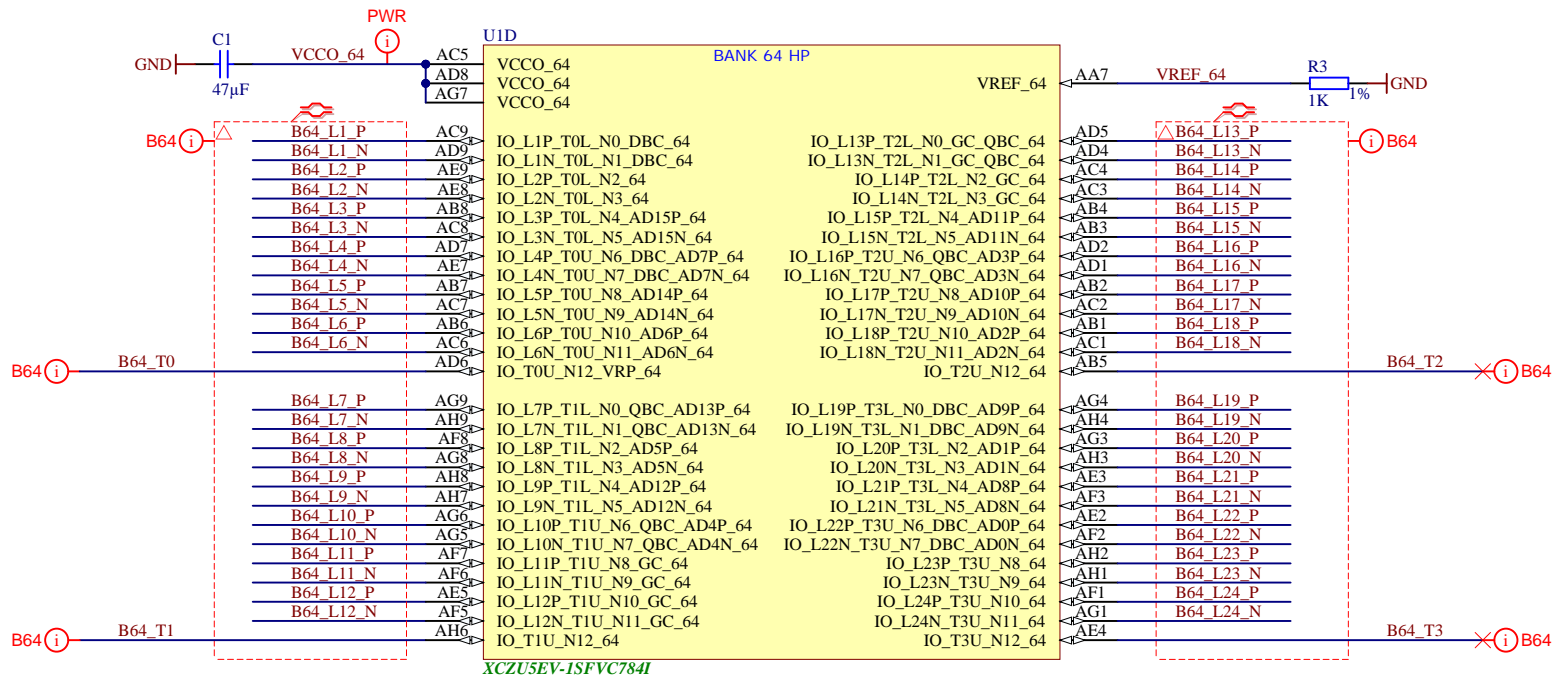 PWR
C1
U1D
GND
VCCO_64
47µF
BANK 64 HP
AC5 VCCO_64
AD8 VCCO_64
AG7 VCCO_64
VREF_64 AA7 VREF_64
R3
1K
1%
GND
B64
B64_L1_P AC9 IO_L1P_T0L_N0_DBC_64 IO_L13P_T2L_N0_GC_QBC_64 AD5 B64_L13_P
B64
B64_L1_N AD9 IO_L1N_T0L_N1_DBC_64 IO_L13N_T2L_N1_GC_QBC_64 AD4 B64_L13_N
B64_L2_P AE9 IO_L2P_T0L_N2_64 IO_L14P_T2L_N2_GC_64 AC4 B64_L14_P
B64_L2_N AE8 IO_L2N_T0L_N3_64 IO_L14N_T2L_N3_GC_64 AC3 B64_L14_N
B64_L3_P AB8 IO_L3P_T0L_N4_AD15P_64 IO_L15P_T2L_N4_AD11P_64 AB4 B64_L15_P
B64_L3_N AC8 IO_L3N_T0L_N5_AD15N_64 IO_L15N_T2L_N5_AD11N_64 AB3 B64_L15_N
B64_L4_P AD7 IO_L4P_T0U_N6_DBC_AD7P_64 IO_L16P_T2U_N6_QBC_AD3P_64 AD2 B64_L16_P
B64_L4_N AE7 IO_L4N_T0U_N7_DBC_AD7N_64 IO_L16N_T2U_N7_QBC_AD3N_64 AD1 B64_L16_N
B64_L5_P AB7 IO_L5P_T0U_N8_AD14P_64 IO_L17P_T2U_N8_AD10P_64 AB2 B64_L17_P
B64_L5_N AC7 IO_L5N_T0U_N9_AD14N_64 IO_L17N_T2U_N9_AD10N_64 AC2 B64_L17_N
B64_L6_P AB6 IO_L6P_T0U_N10_AD6P_64 IO_L18P_T2U_N10_AD2P_64 AB1 B64_L18_P
B64_L6_N AC6 IO_L6N_T0U_N11_AD6N_64 IO_L18N_T2U_N11_AD2N_64 AC1 B64_L18_N
B64 B64_T0 AD6 IO_T0U_N12_VRP_64 IO_T2U_N12_64 AB5 B64_T2 B64
B64_L7_P AG9 IO_L7P_T1L_N0_QBC_AD13P_64 IO_L19P_T3L_N0_DBC_AD9P_64 AG4 B64_L19_P
B64_L7_N AH9 IO_L7N_T1L_N1_QBC_AD13N_64 IO_L19N_T3L_N1_DBC_AD9N_64 AH4 B64_L19_N
B64_L8_P AF8 IO_L8P_T1L_N2_AD5P_64 IO_L20P_T3L_N2_AD1P_64 AG3 B64_L20_P
B64_L8_N AG8 IO_L8N_T1L_N3_AD5N_64 IO_L20N_T3L_N3_AD1N_64 AH3 B64_L20_N
B64_L9_P AH8 IO_L9P_T1L_N4_AD12P_64 IO_L21P_T3L_N4_AD8P_64 AE3 B64_L21_P
B64_L9_N AH7 IO_L9N_T1L_N5_AD12N_64 IO_L21N_T3L_N5_AD8N_64 AF3 B64_L21_N
B64_L10_P AG6 IO_L10P_T1U_N6_QBC_AD4P_64 IO_L22P_T3U_N6_DBC_AD0P_64 AE2 B64_L22_P
B64_L10_N AG5 IO_L10N_T1U_N7_QBC_AD4N_64 IO_L22N_T3U_N7_DBC_AD0N_64 AF2 B64_L22_N
B64_L11_P AF7 IO_L11P_T1U_N8_GC_64 IO_L23P_T3U_N8_64 AH2 B64_L23_P
B64_L11_N AF6 IO_L11N_T1U_N9_GC_64 IO_L23N_T3U_N9_64 AH1 B64_L23_N
B64_L12_P AE5 IO_L12P_T1U_N10_GC_64 IO_L24P_T3U_N10_64 AF1 B64_L24_P
B64_L12_N AF5 IO_L12N_T1U_N11_GC_64 IO_L24N_T3U_N11_64 AG1 B64_L24_N
B64 B64_T1 AH6 IO_T1U_N12_64 IO_T3U_N12_64 AE4 B64_T3 B64
XCZU5EV-1SFVC784I